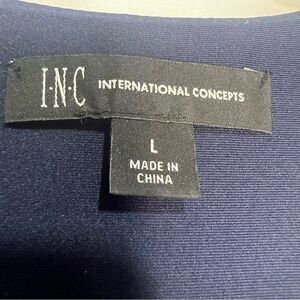 I·N·C INTERNATIONAL CONCEPTS
L
MADE IN
CHINA